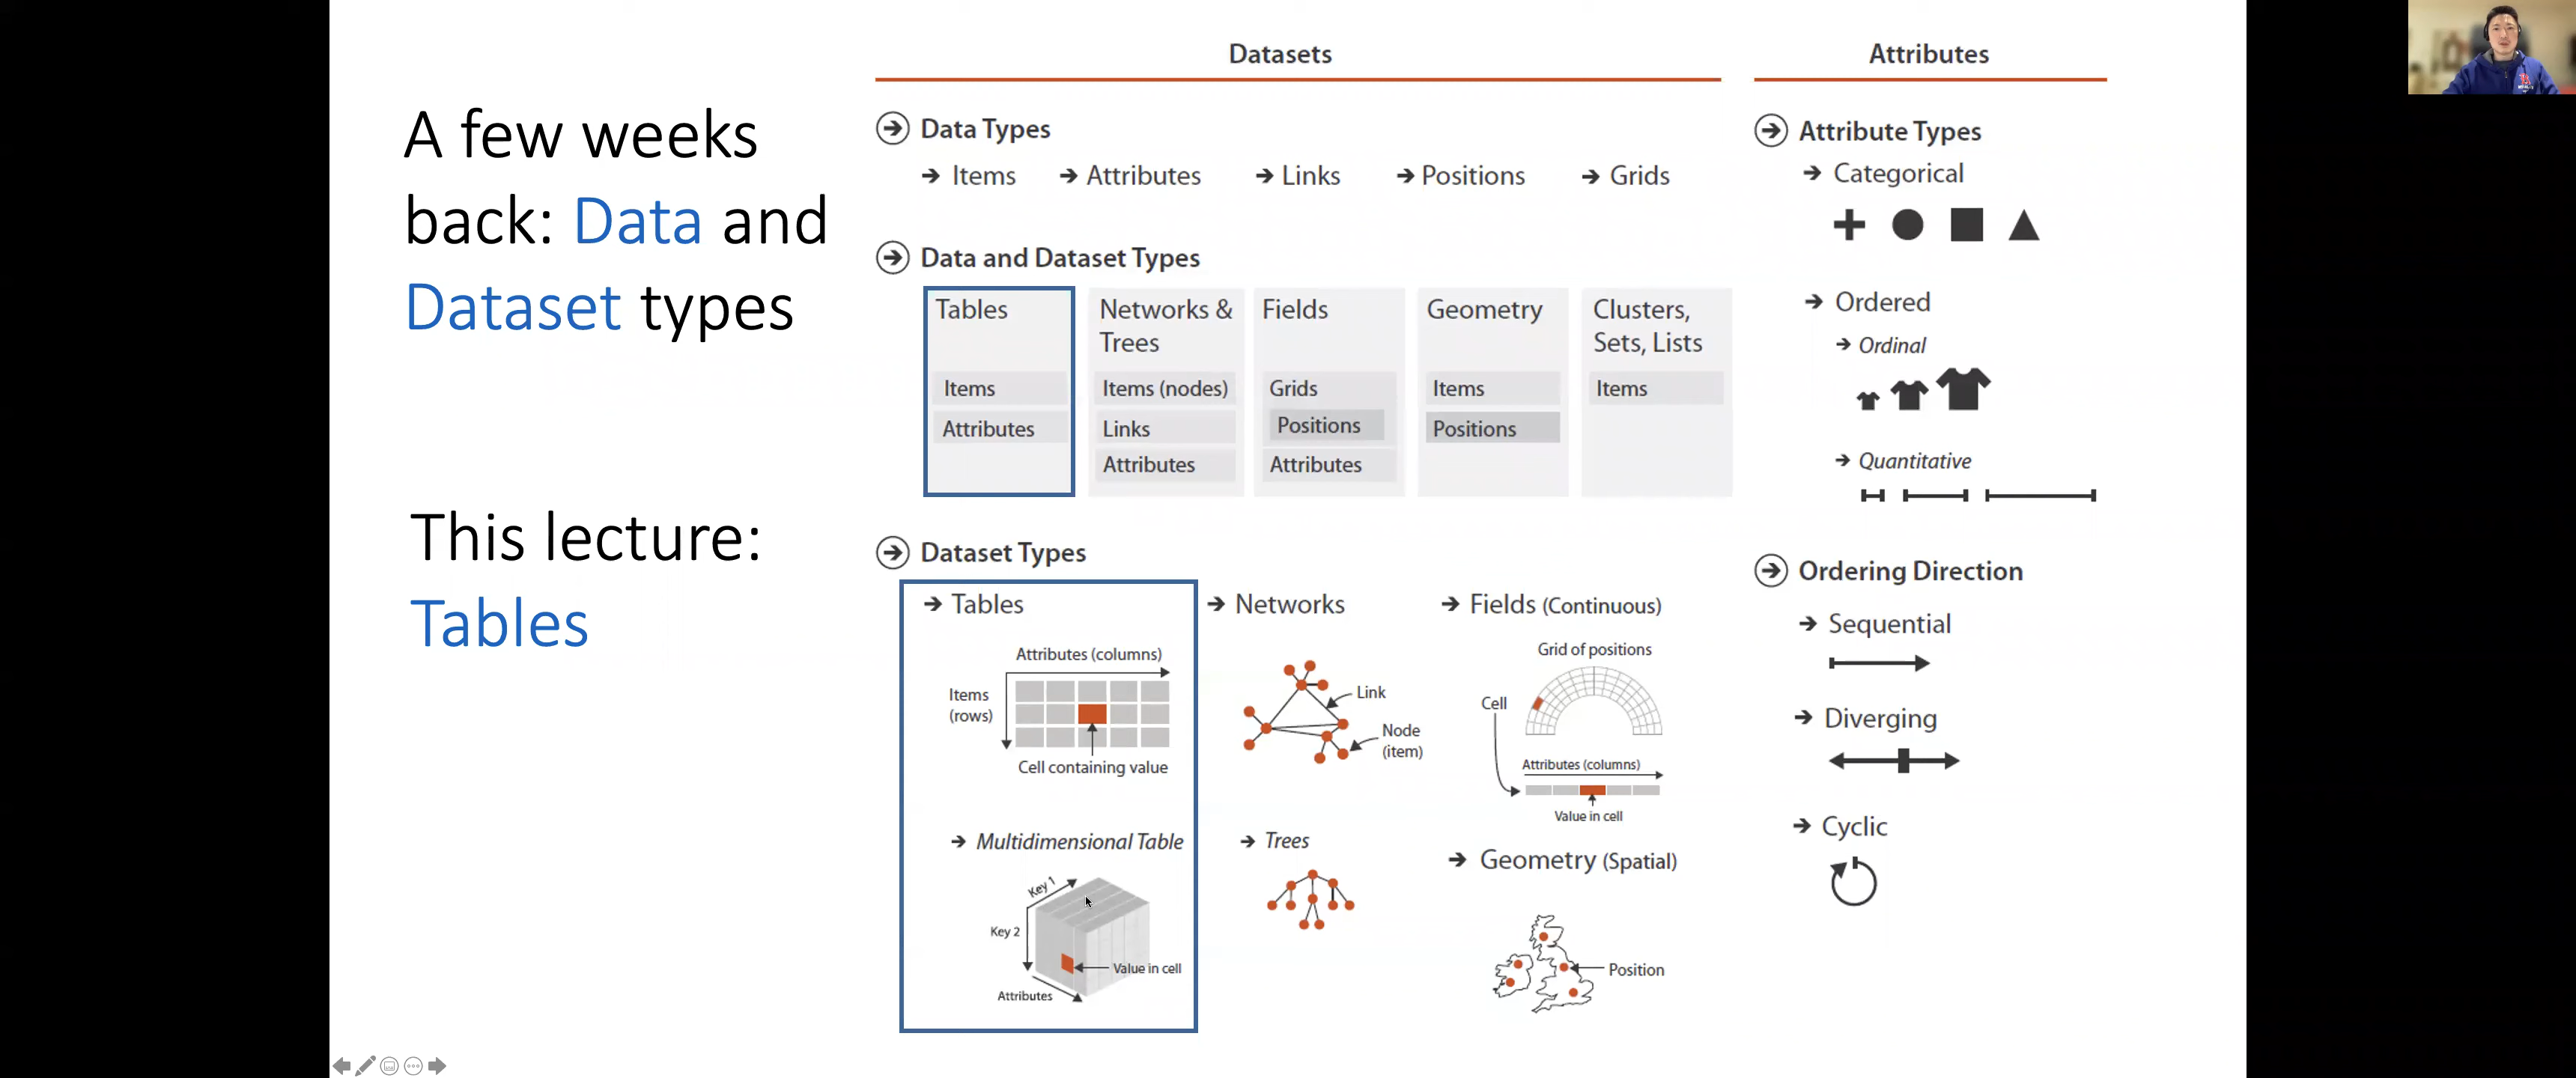 A few weeks
back: Data and
Dataset types
This lecture:
Tables
Datasets
Data Types
Items
Attributes
Links
Positions
Grids
Data and Dataset Types
Tables
Items
Attributes
Networks &
Trees
Items (nodes)
Links
Attributes
Fields
Grids
Positions
Attributes
Geometry
Items
Positions
Clusters,
Sets, Lists
Items
Dataset Types
Tables
Attributes (columns)
Items
(rows)
Cell containing value
Multidimensional Table
Key 1
Key 2
Value in cell
Attributes
Networks
Link
Node
(item)
Trees
Fields (Continuous)
Grid of positions
Cell
Attributes (columns)
Value in cell
Geometry (Spatial)
Position
Attributes
Attribute Types
Categorical
Ordered
Ordinal
Quantitative
Ordering Direction
Sequential
Diverging
Cyclic